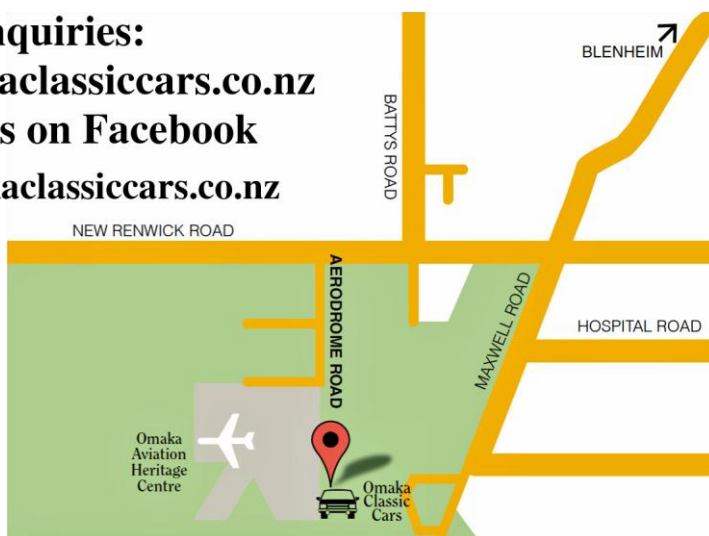 nquiries:
aclassiccars.co.nz
s on Facebook
aclassiccars.co.nz
BLENHEIM
BATTYS ROAD
NEW RENWICK ROAD
AERODROME ROAD
MAXWELL ROAD
HOSPITAL ROAD
Omaka
Aviation
Heritage
Centre
Omaka
Classic
Cars